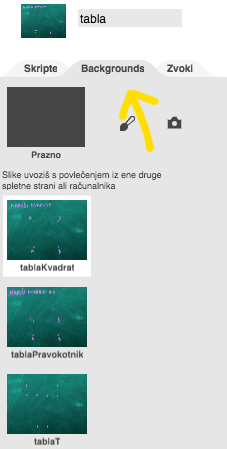 tabla
Skripte Backgrounds Zvoki
Prazno
Slike uvoziš s povlečenjem iz ene druge
spletne strani ali računalnika
tablaKvadrat
tablaPravokotnik
tablaT